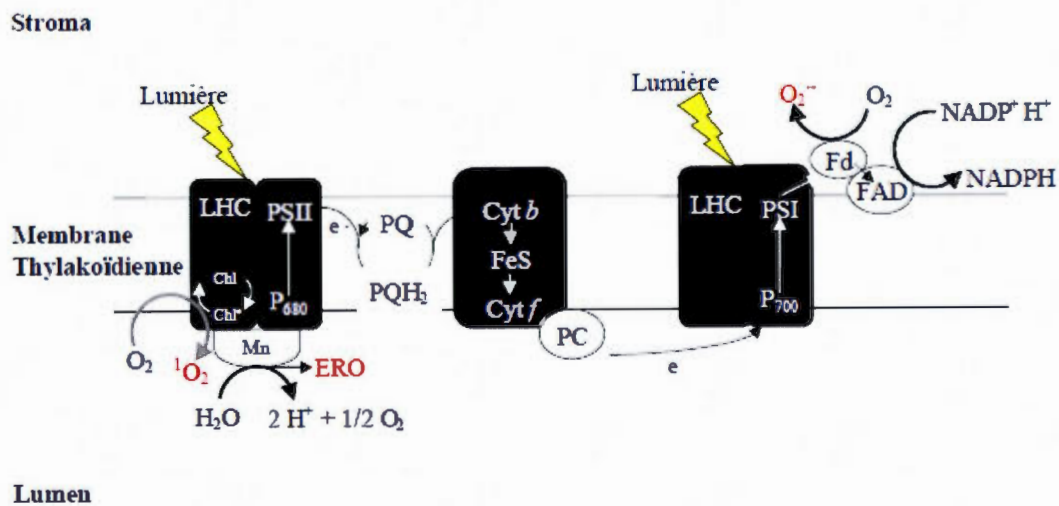 Stroma
Lumière
Lumière
O₂·⁻
O₂
NADP⁺ H⁺
Fd
FAD
NADPH
LHC
PSII
e⁻
PQ
Cyt b
LHC
PSI
Membrane
Thylakoïdienne
Chl
FeS
PQH₂
Chl*
P₆₈₀
Cyt f
P₇₀₀
PC
O₂
¹O₂
Mn
ERO
e
H₂O
2 H⁺ + 1/2 O₂
Lumen